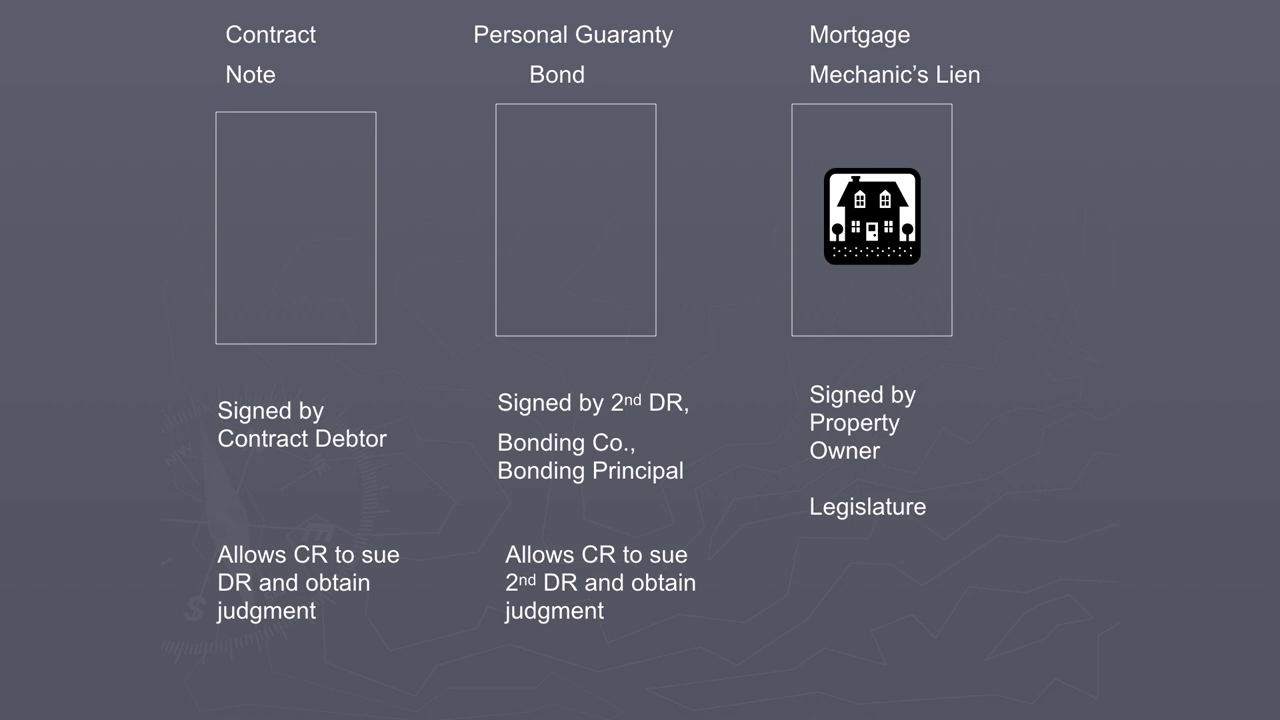 Contract
Note
Personal Guaranty
Bond
Mortgage
Mechanic’s Lien
Signed by
Contract Debtor
Allows CR to sue
DR and obtain
judgment
Signed by 2nd DR,
Bonding Co.,
Bonding Principal
Allows CR to sue
2nd DR and obtain
judgment
Signed by
Property
Owner
Legislature
S
E